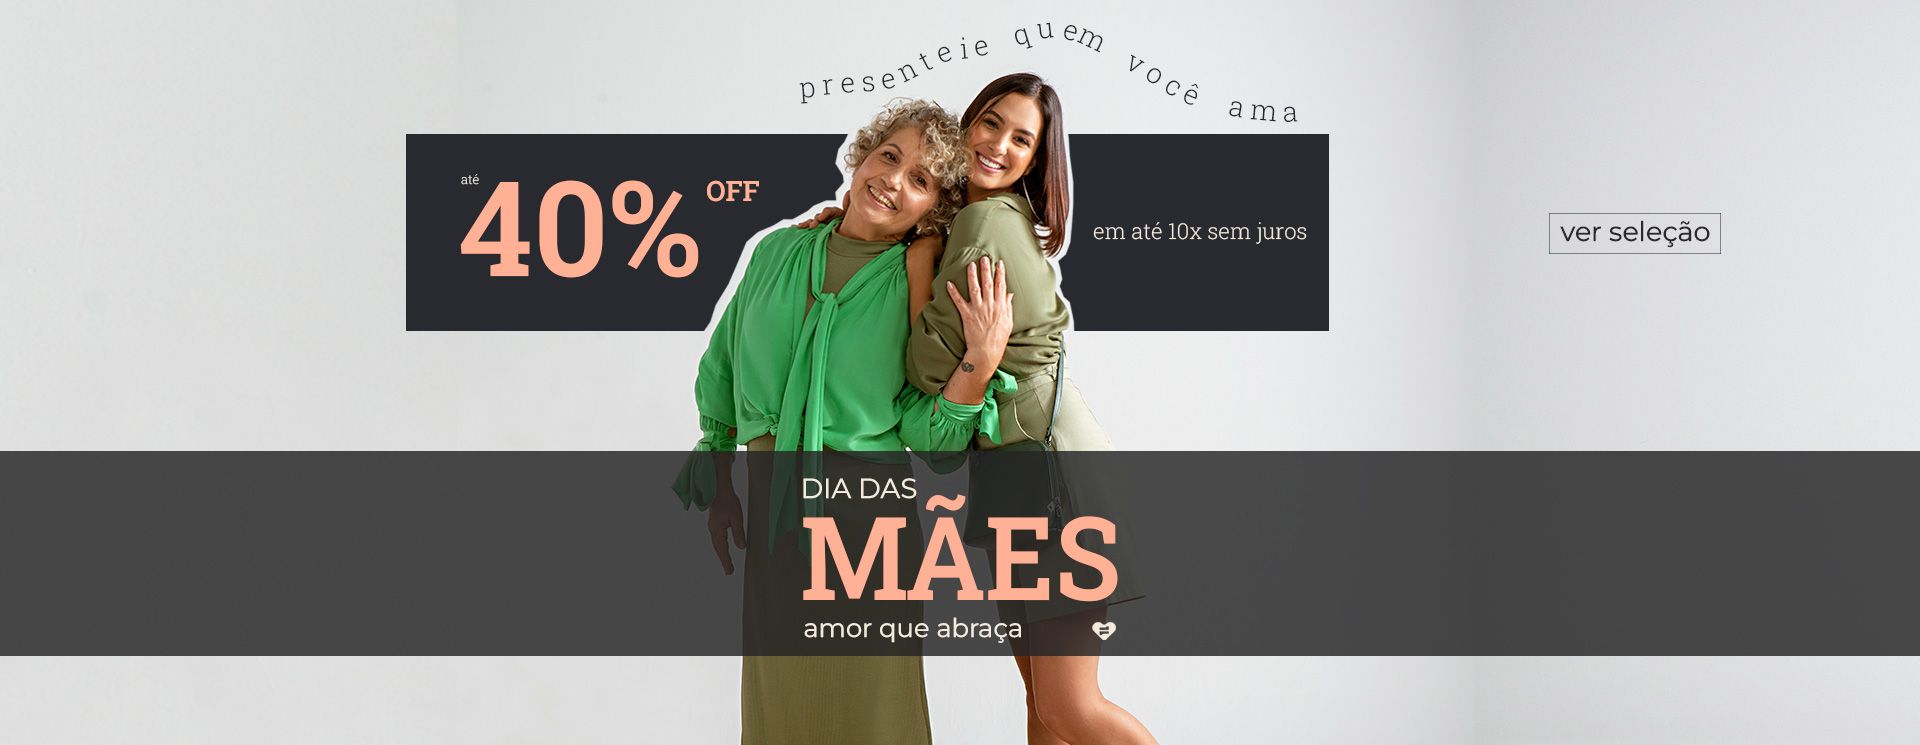 presenteie quem você ama
até
40% OFF
em até 10x sem juros
ver seleção
DIA DAS
MÃES
amor que abraça